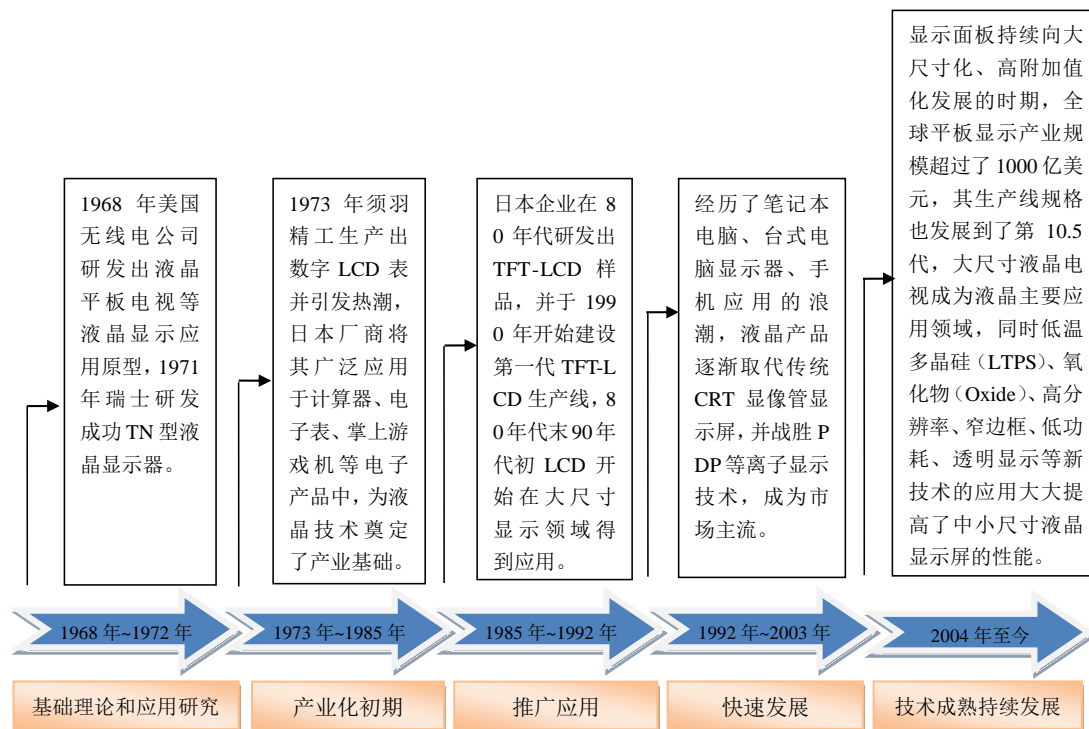 1968 年美国
无线电公司
研发出液晶
平板电视等
液晶显示应
用原型，1971
年瑞士研发
成功 TN 型液
晶显示器。
1973 年须羽
精工生产出
数字 LCD 表
并引发热潮，
日本厂商将
其广泛应用
于计算器、电
子表、掌上游
戏机等电子
产品中，为液
晶技术奠定
了产业基础。
日本企业在 8
0 年代研发出
TFT-LCD 样
品，并于 199
0 年开始建设
第一代 TFT-L
CD 生产线，8
0 年代末 90 年
代初 LCD 开
始在大尺寸
显示领域得
到应用。
经历了笔记本
电脑、台式电
脑显示器、手
机应用的浪
潮，液晶产品
逐渐取代传统
CRT 显像管显
示屏，并战胜 P
DP 等离子显示
技术，成为市
场主流。
显示面板持续向大
尺寸化、高附加值
化发展的时期，全
球平板显示产业规
模超过了 1000 亿美
元，其生产线规格
也发展到了第 10.5
代，大尺寸液晶电
视成为液晶主要应
用领域，同时低温
多晶硅（LTPS）、氧
化物（Oxide）、高分
辨率、窄边框、低功
耗、透明显示等新
技术的应用大大提
高了中小尺寸液晶
显示屏的性能。
1968 年~1972 年
1973 年~1985 年
1985 年~1992 年
1992 年~2003 年
2004 年至今
基础理论和应用研究
产业化初期
推广应用
快速发展
技术成熟持续发展